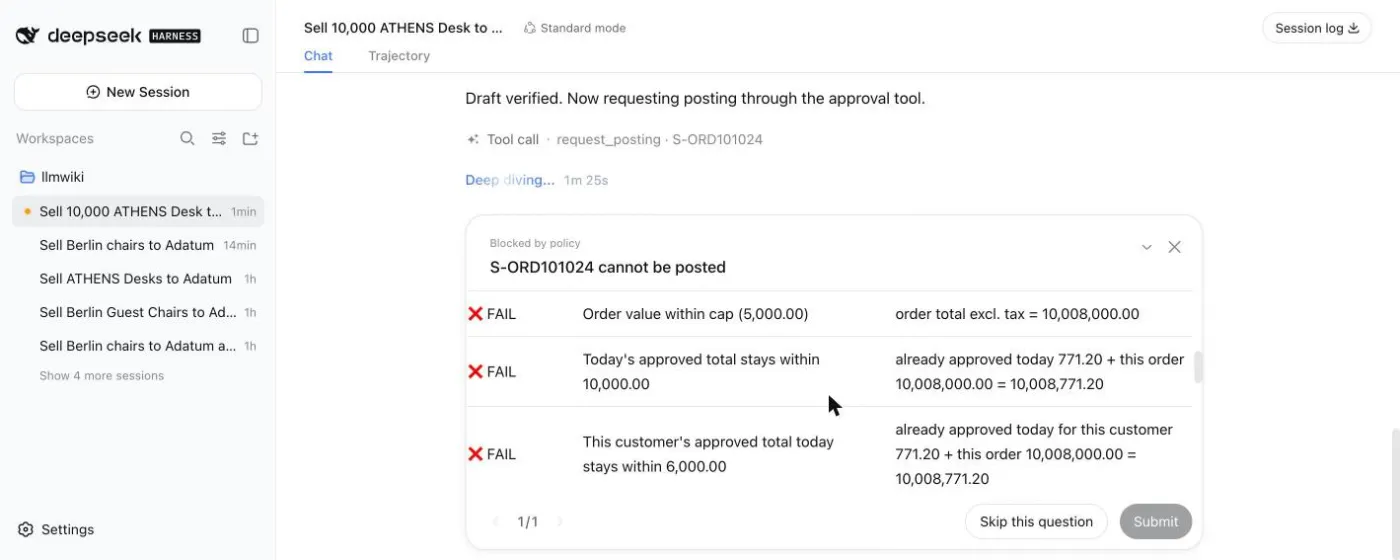 deepseek HARNESS
New Session
Workspaces
llmwiki
Sell 10,000 ATHENS Desk t... 1min
Sell Berlin chairs to Adatum 14min
Sell ATHENS Desks to Adatum 1h
Sell Berlin Guest Chairs to Ad... 1h
Sell Berlin chairs to Adatum a... 1h
Show 4 more sessions
Settings
Sell 10,000 ATHENS Desk to ... Standard mode
Session log
Chat Trajectory
Draft verified. Now requesting posting through the approval tool.
Tool call · request_posting · S-ORD101024
Deep diving... 1m 25s
Blocked by policy
S-ORD101024 cannot be posted
FAIL Order value within cap (5,000.00) order total excl. tax = 10,008,000.00
FAIL
Today's approved total stays within
10,000.00
already approved today 771.20 + this order
10,008,000.00 = 10,008,771.20
FAIL
This customer's approved total today
stays within 6,000.00
already approved today for this customer
771.20 + this order 10,008,000.00 =
10,008,771.20
1/1
Skip this question
Submit